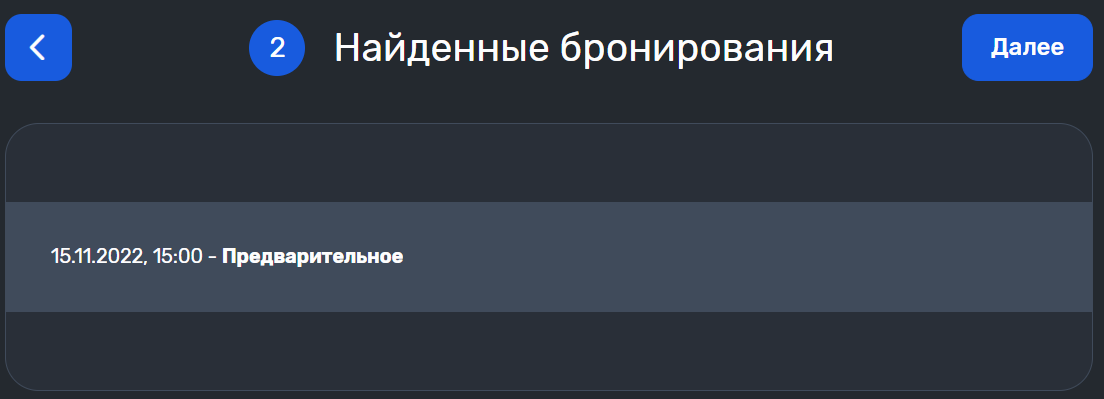 2 Найденные бронирования Далее
15.11.2022, 15:00 - Предварительное